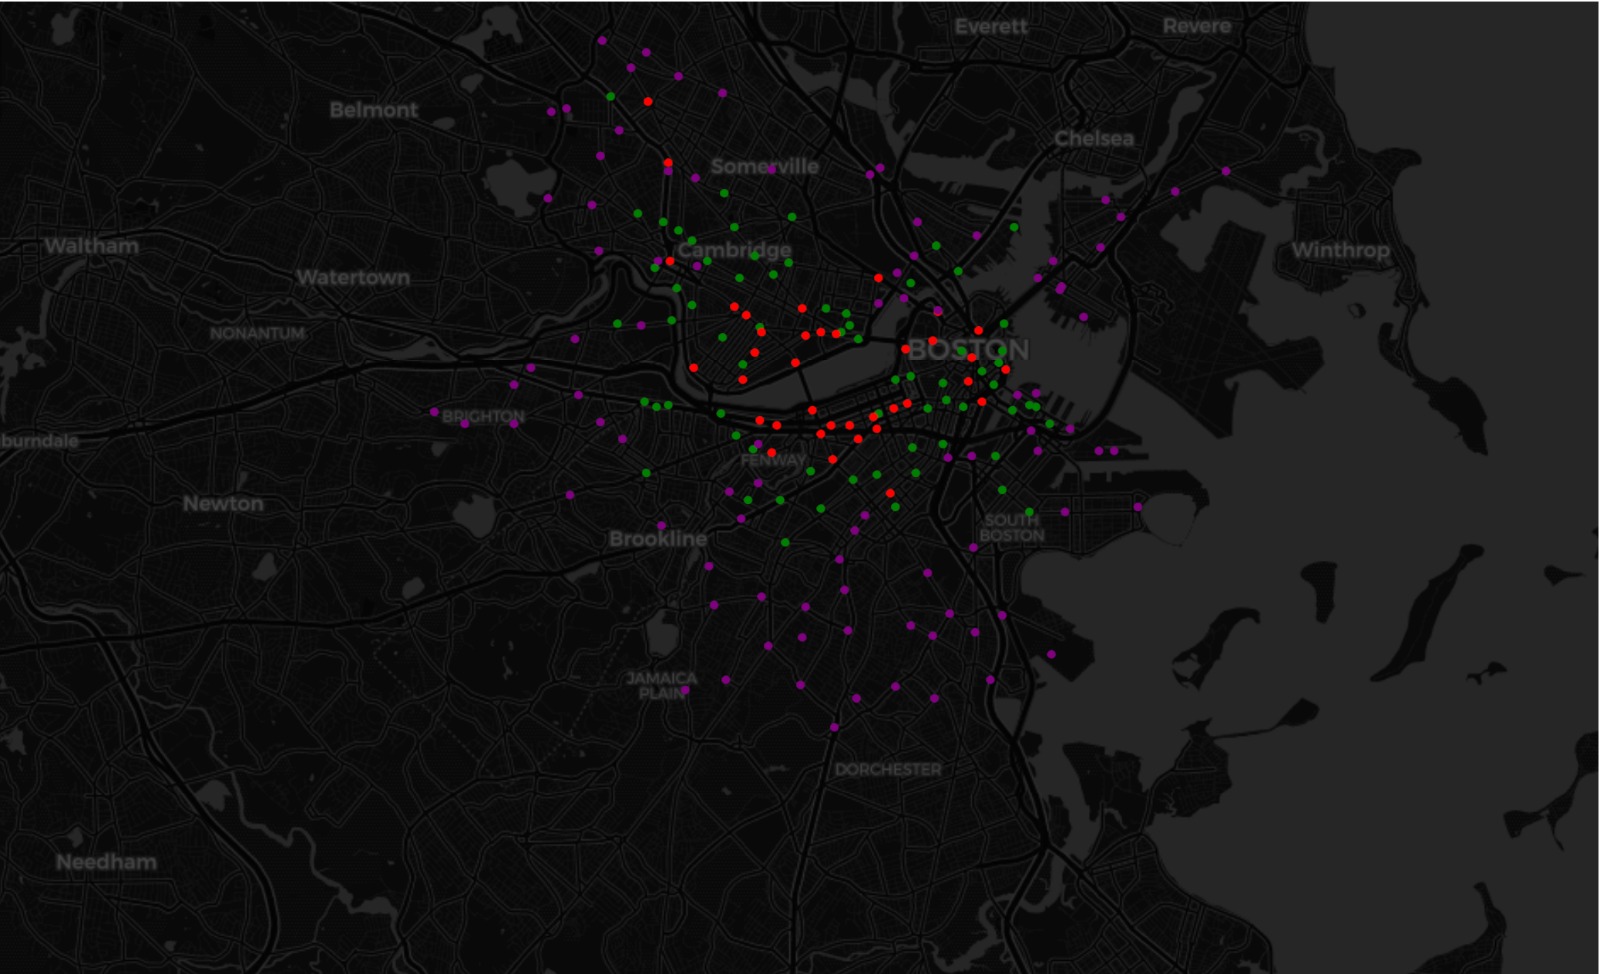 Everett
Revere
Belmont
Chelsea
Somerville
Waltham
Cambridge
Winthrop
Watertown
NONANTUM
BOSTON
BRIGHTON
burndale
FENWAY
Newton
SOUTH
BOSTON
Brookline
JAMAICA
PLAIN
DORCHESTER
Needham